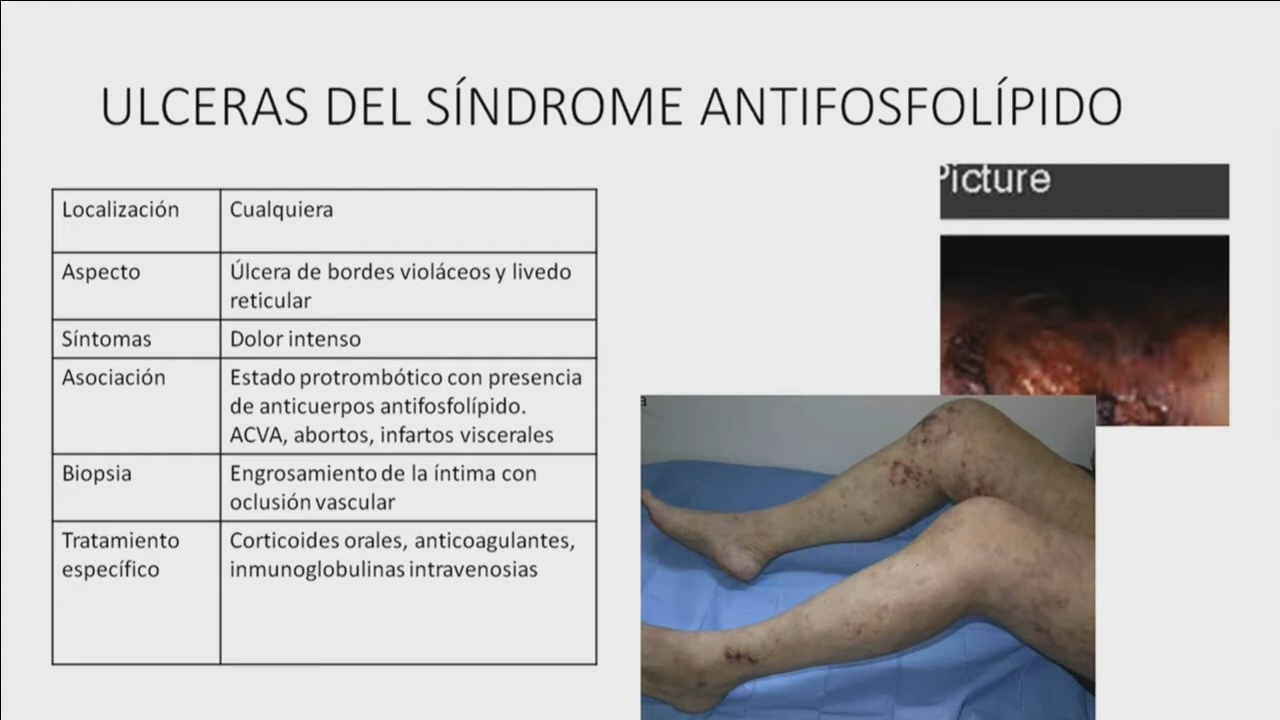 ULCERAS DEL SÍNDROME ANTIFOSFOLÍPIDO
Localización
Cualquiera
Aspecto
Úlcera de bordes violáceos y livedo
reticular
Síntomas
Dolor intenso
Asociación
Estado protrombótico con presencia
de anticuerpos antifosfolípido.
ACVA, abortos, infartos viscerales
Biopsia
Engrosamiento de la íntima con
oclusión vascular
Tratamiento
específico
Corticoides orales, anticoagulantes,
inmunoglobulinas intravenosias
Picture
a